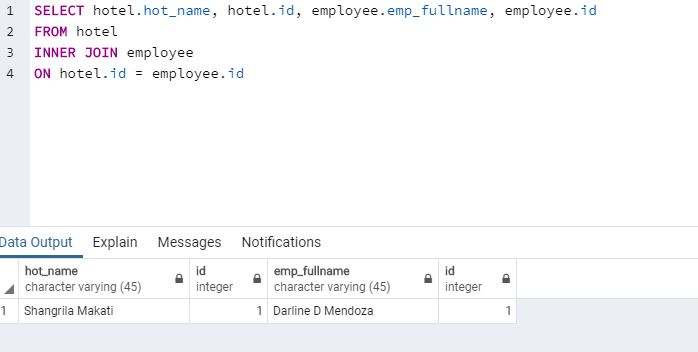 1 SELECT hotel.hot_name, hotel.id, employee.emp_fullname, employee.id
2 FROM hotel
3 INNER JOIN employee
4 ON hotel.id = employee.id
Data Output Explain Messages Notifications
hot_name id emp_fullname id
character varying (45) integer character varying (45) integer
1 Shangrila Makati 1 Darline D Mendoza 1